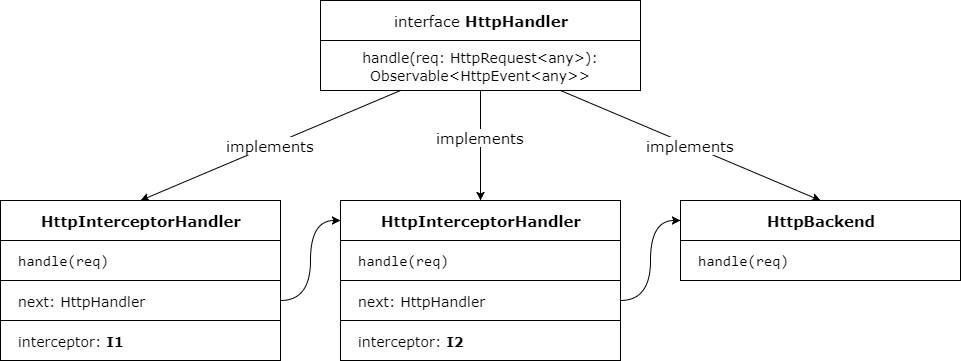 interface HttpHandler
handle(req: HttpRequest<any>):
Observable<HttpEvent<any>>
implements
implements
implements
HttpInterceptorHandler
handle(req)
next: HttpHandler
interceptor: I1
HttpInterceptorHandler
handle(req)
next: HttpHandler
interceptor: I2
HttpBackend
handle(req)